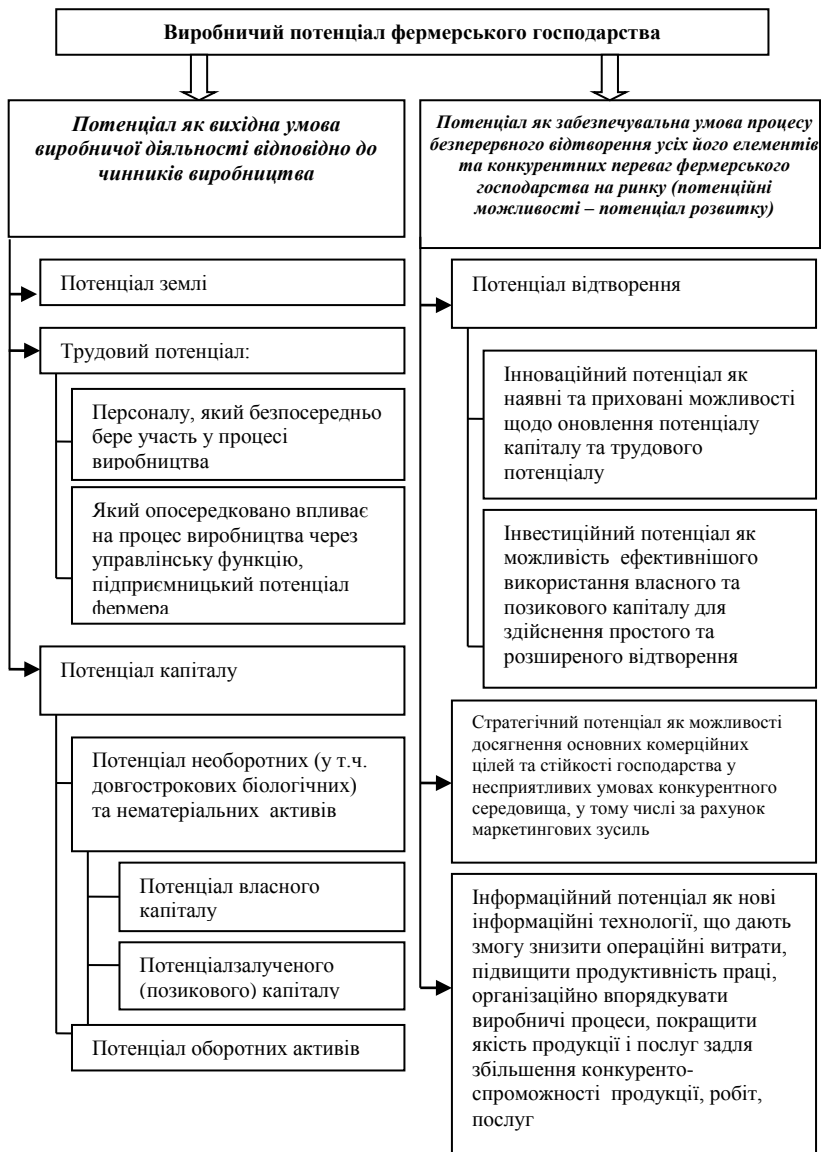 Виробничий потенціал фермерського господарства
Потенціал як вихідна умова
виробничої діяльності відповідно до
чинників виробництва
Потенціал землі
Трудовий потенціал:
Персоналу, який безпосередньо
бере участь у процесі
виробництва
Який опосередковано впливає
на процес виробництва через
управлінську функцію,
підприємницький потенціал
фермера
Потенціал капіталу
Потенціал необоротних (у т.ч.
довгострокових біологічних)
та нематеріальних активів
Потенціал власного
капіталу
Потенціалзалученого
(позикового) капіталу
Потенціал оборотних активів
Потенціал як забезпечувальна умова процесу
безперервного відтворення усіх його елементів
та конкурентних переваг фермерського
господарства на ринку (потенційні
можливості – потенціал розвитку)
Потенціал відтворення
Інноваційний потенціал як
наявні та приховані можливості
щодо оновлення потенціалу
капіталу та трудового
потенціалу
Інвестиційний потенціал як
можливість ефективнішого
використання власного та
позикового капіталу для
здійснення простого та
розширеного відтворення
Стратегічний потенціал як можливості
досягнення основних комерційних
цілей та стійкості господарства у
несприятливих умовах конкурентного
середовища, у тому числі за рахунок
маркетингових зусиль
Інформаційний потенціал як нові
інформаційні технології, що дають
змогу знизити операційні витрати,
підвищити продуктивність праці,
організаційно впорядкувати
виробничі процеси, покращити
якість продукції і послуг задля
збільшення конкуренто-
спроможності продукції, робіт,
послуг